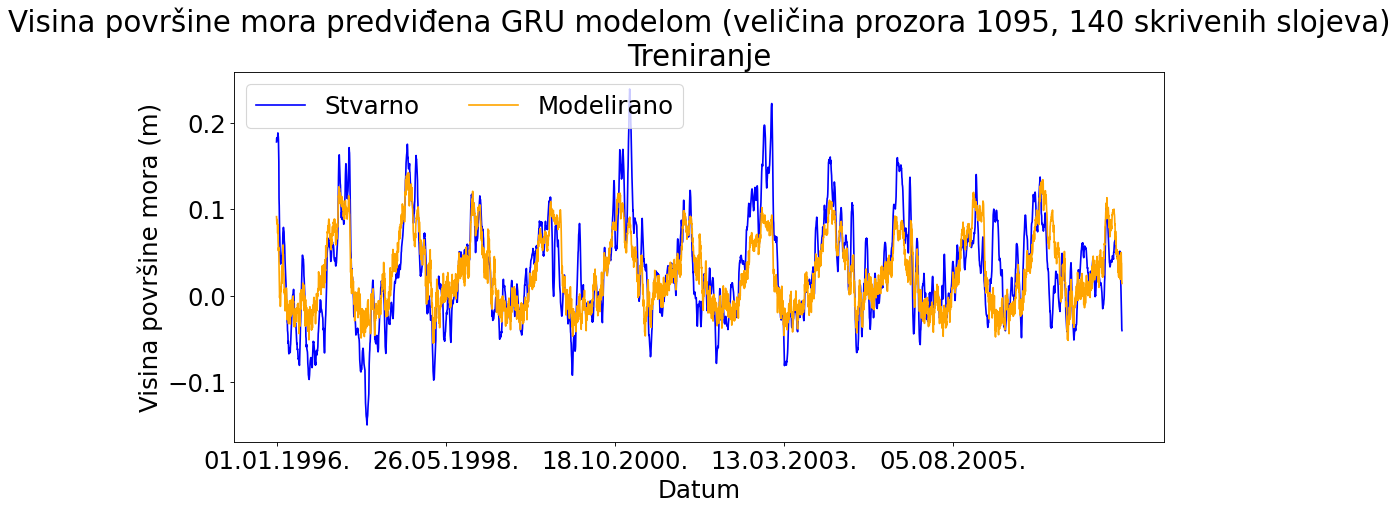 Visina površine mora predviđena GRU modelom (veličina prozora 1095, 140 skrivenih slojeva)
Treniranje
Stvarno
Modelirano
Visina površine mora (m)
0.2
0.1
0.0
−0.1
01.01.1996.
26.05.1998.
18.10.2000.
13.03.2003.
05.08.2005.
Datum